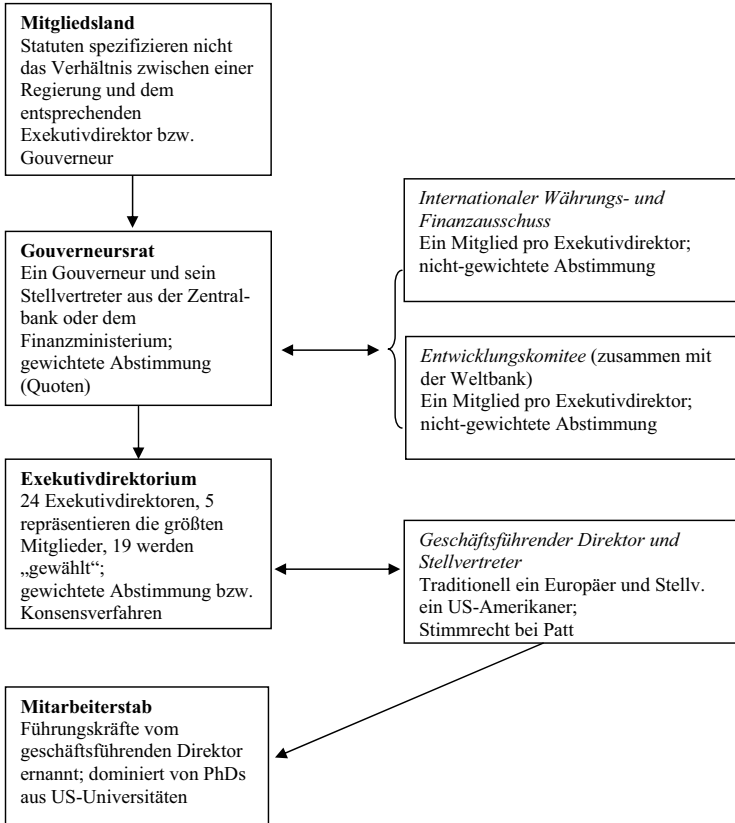 Mitgliedsland
Statuten spezifizieren nicht
das Verhältnis zwischen einer
Regierung und dem
entsprechenden
Exekutivdirektor bzw.
Gouverneur
Gouverneursrat
Ein Gouverneur und sein
Stellvertreter aus der Zentral-
bank oder dem
Finanzministerium;
gewichtete Abstimmung
(Quoten)
Internationaler Währungs- und
Finanzausschuss
Ein Mitglied pro Exekutivdirektor;
nicht-gewichtete Abstimmung
Entwicklungskomitee (zusammen mit
der Weltbank)
Ein Mitglied pro Exekutivdirektor;
nicht-gewichtete Abstimmung
Exekutivdirektorium
24 Exekutivdirektoren, 5
repräsentieren die größten
Mitglieder, 19 werden
„gewählt“;
gewichtete Abstimmung bzw.
Konsensverfahren
Geschäftsführender Direktor und
Stellvertreter
Traditionell ein Europäer und Stellv.
ein US-Amerikaner;
Stimmrecht bei Patt
Mitarbeiterstab
Führungskräfte vom
geschäftsführenden Direktor
ernannt; dominiert von PhDs
aus US-Universitäten